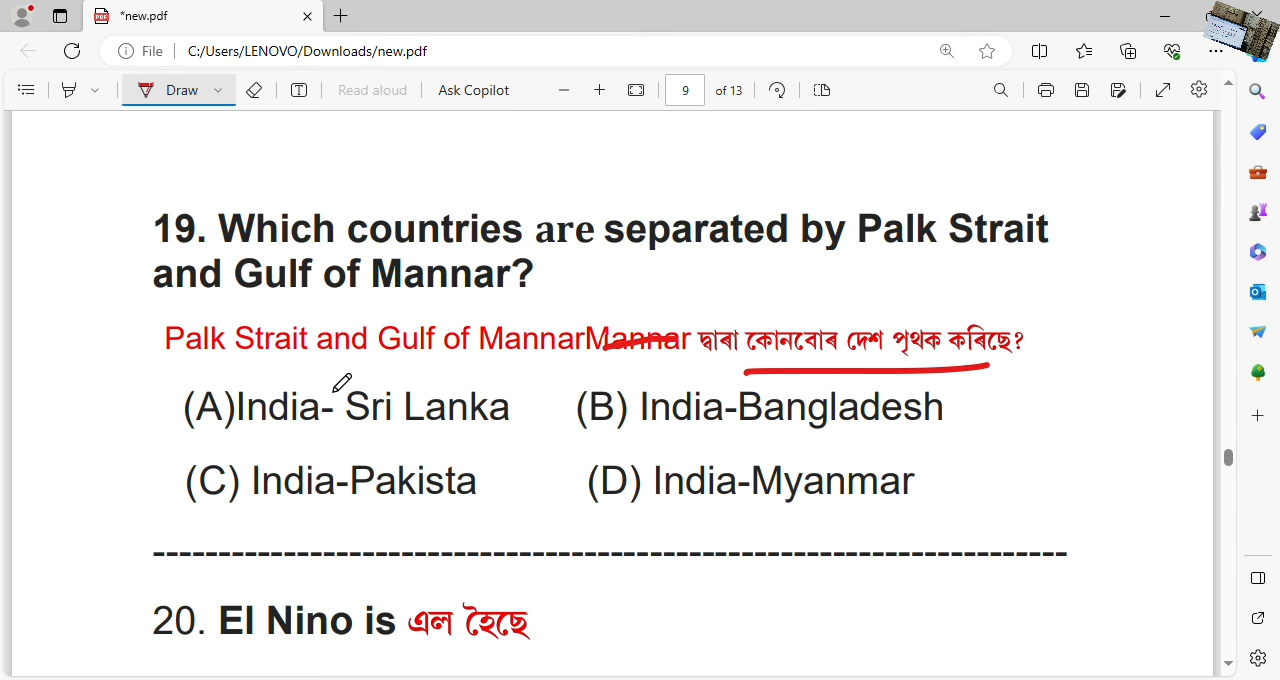 *new.pdf
File C:/Users/LENOVO/Downloads/new.pdf
Draw Read aloud Ask Copilot 9 of 13
19. Which countries are separated by Palk Strait
and Gulf of Mannar?
Palk Strait and Gulf of MannarMannar দ্বাৰা কোনবোৰ দেশ পৃথক কৰিছে?
(A)India- Sri Lanka (B) India-Bangladesh
(C) India-Pakista (D) India-Myanmar
--------------------------------------------------------------------
20. El Nino is এল হৈছে